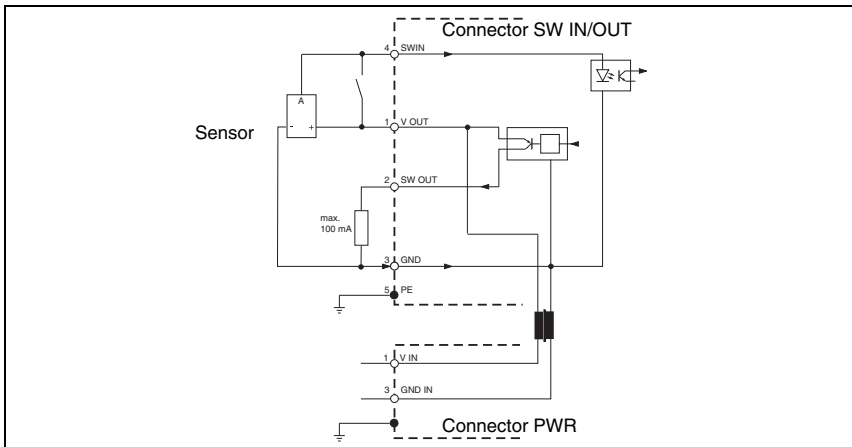 Connector SW IN/OUT
4 SWIN
A
- +
Sensor
1 V OUT
2 SW OUT
max.
100 mA
3 GND
5 PE
1 V IN
3 GND IN
Connector PWR